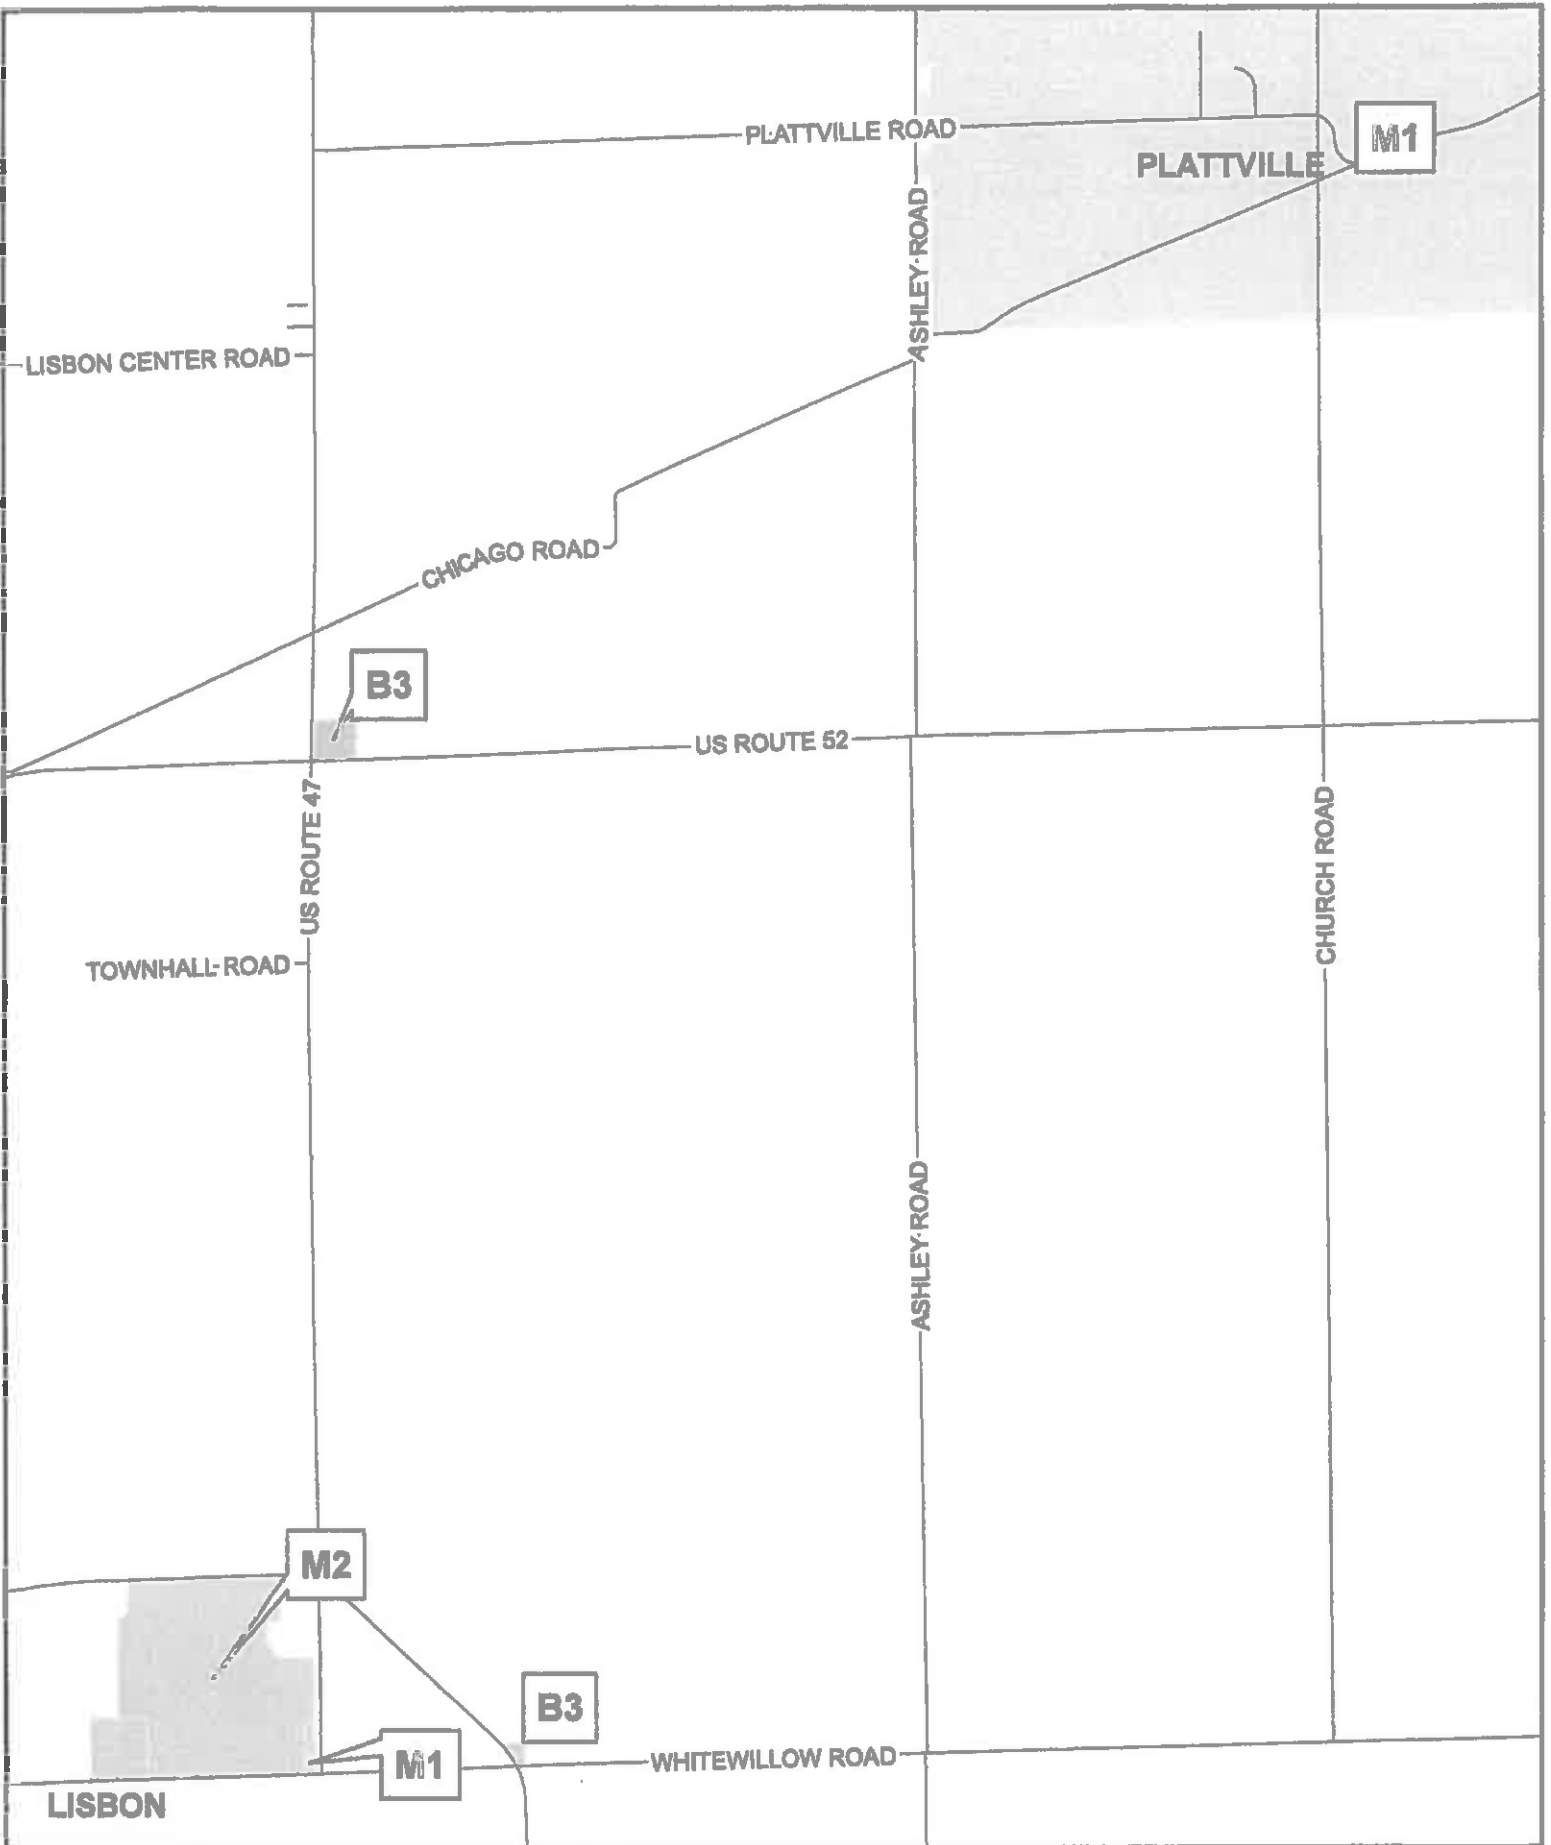 PLATTVILLE ROAD
M1
PLATTVILLE
ASHLEY ROAD
LISBON CENTER ROAD
CHICAGO ROAD
B3
US ROUTE 52
US ROUTE 47
CHURCH ROAD
TOWNHALL ROAD
ASHLEY ROAD
M2
B3
M1
WHITEWILLOW ROAD
LISBON